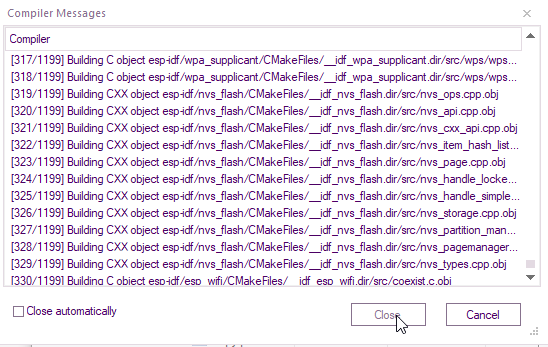 Compiler Messages
Compiler
[317/1199] Building C object esp-idf/wpa_supplicant/CMakeFiles/__idf_wpa_supplicant.dir/src/wps/wps...
[318/1199] Building C object esp-idf/wpa_supplicant/CMakeFiles/__idf_wpa_supplicant.dir/src/wps/wps...
[319/1199] Building CXX object esp-idf/nvs_flash/CMakeFiles/__idf_nvs_flash.dir/src/nvs_ops.cpp.obj
[320/1199] Building CXX object esp-idf/nvs_flash/CMakeFiles/__idf_nvs_flash.dir/src/nvs_api.cpp.obj
[321/1199] Building CXX object esp-idf/nvs_flash/CMakeFiles/__idf_nvs_flash.dir/src/nvs_cxx_api.cpp.obj
[322/1199] Building CXX object esp-idf/nvs_flash/CMakeFiles/__idf_nvs_flash.dir/src/nvs_item_hash_list...
[323/1199] Building CXX object esp-idf/nvs_flash/CMakeFiles/__idf_nvs_flash.dir/src/nvs_page.cpp.obj
[324/1199] Building CXX object esp-idf/nvs_flash/CMakeFiles/__idf_nvs_flash.dir/src/nvs_handle_locke...
[325/1199] Building CXX object esp-idf/nvs_flash/CMakeFiles/__idf_nvs_flash.dir/src/nvs_handle_simple...
[326/1199] Building CXX object esp-idf/nvs_flash/CMakeFiles/__idf_nvs_flash.dir/src/nvs_storage.cpp.obj
[327/1199] Building CXX object esp-idf/nvs_flash/CMakeFiles/__idf_nvs_flash.dir/src/nvs_partition_man...
[328/1199] Building CXX object esp-idf/nvs_flash/CMakeFiles/__idf_nvs_flash.dir/src/nvs_pagemanager...
[329/1199] Building CXX object esp-idf/nvs_flash/CMakeFiles/__idf_nvs_flash.dir/src/nvs_types.cpp.obj
[330/1199] Building C object esp-idf/esp_wifi/CMakeFiles/__idf_esp_wifi.dir/src/coexist.c.obj
Close automatically
Close
Cancel